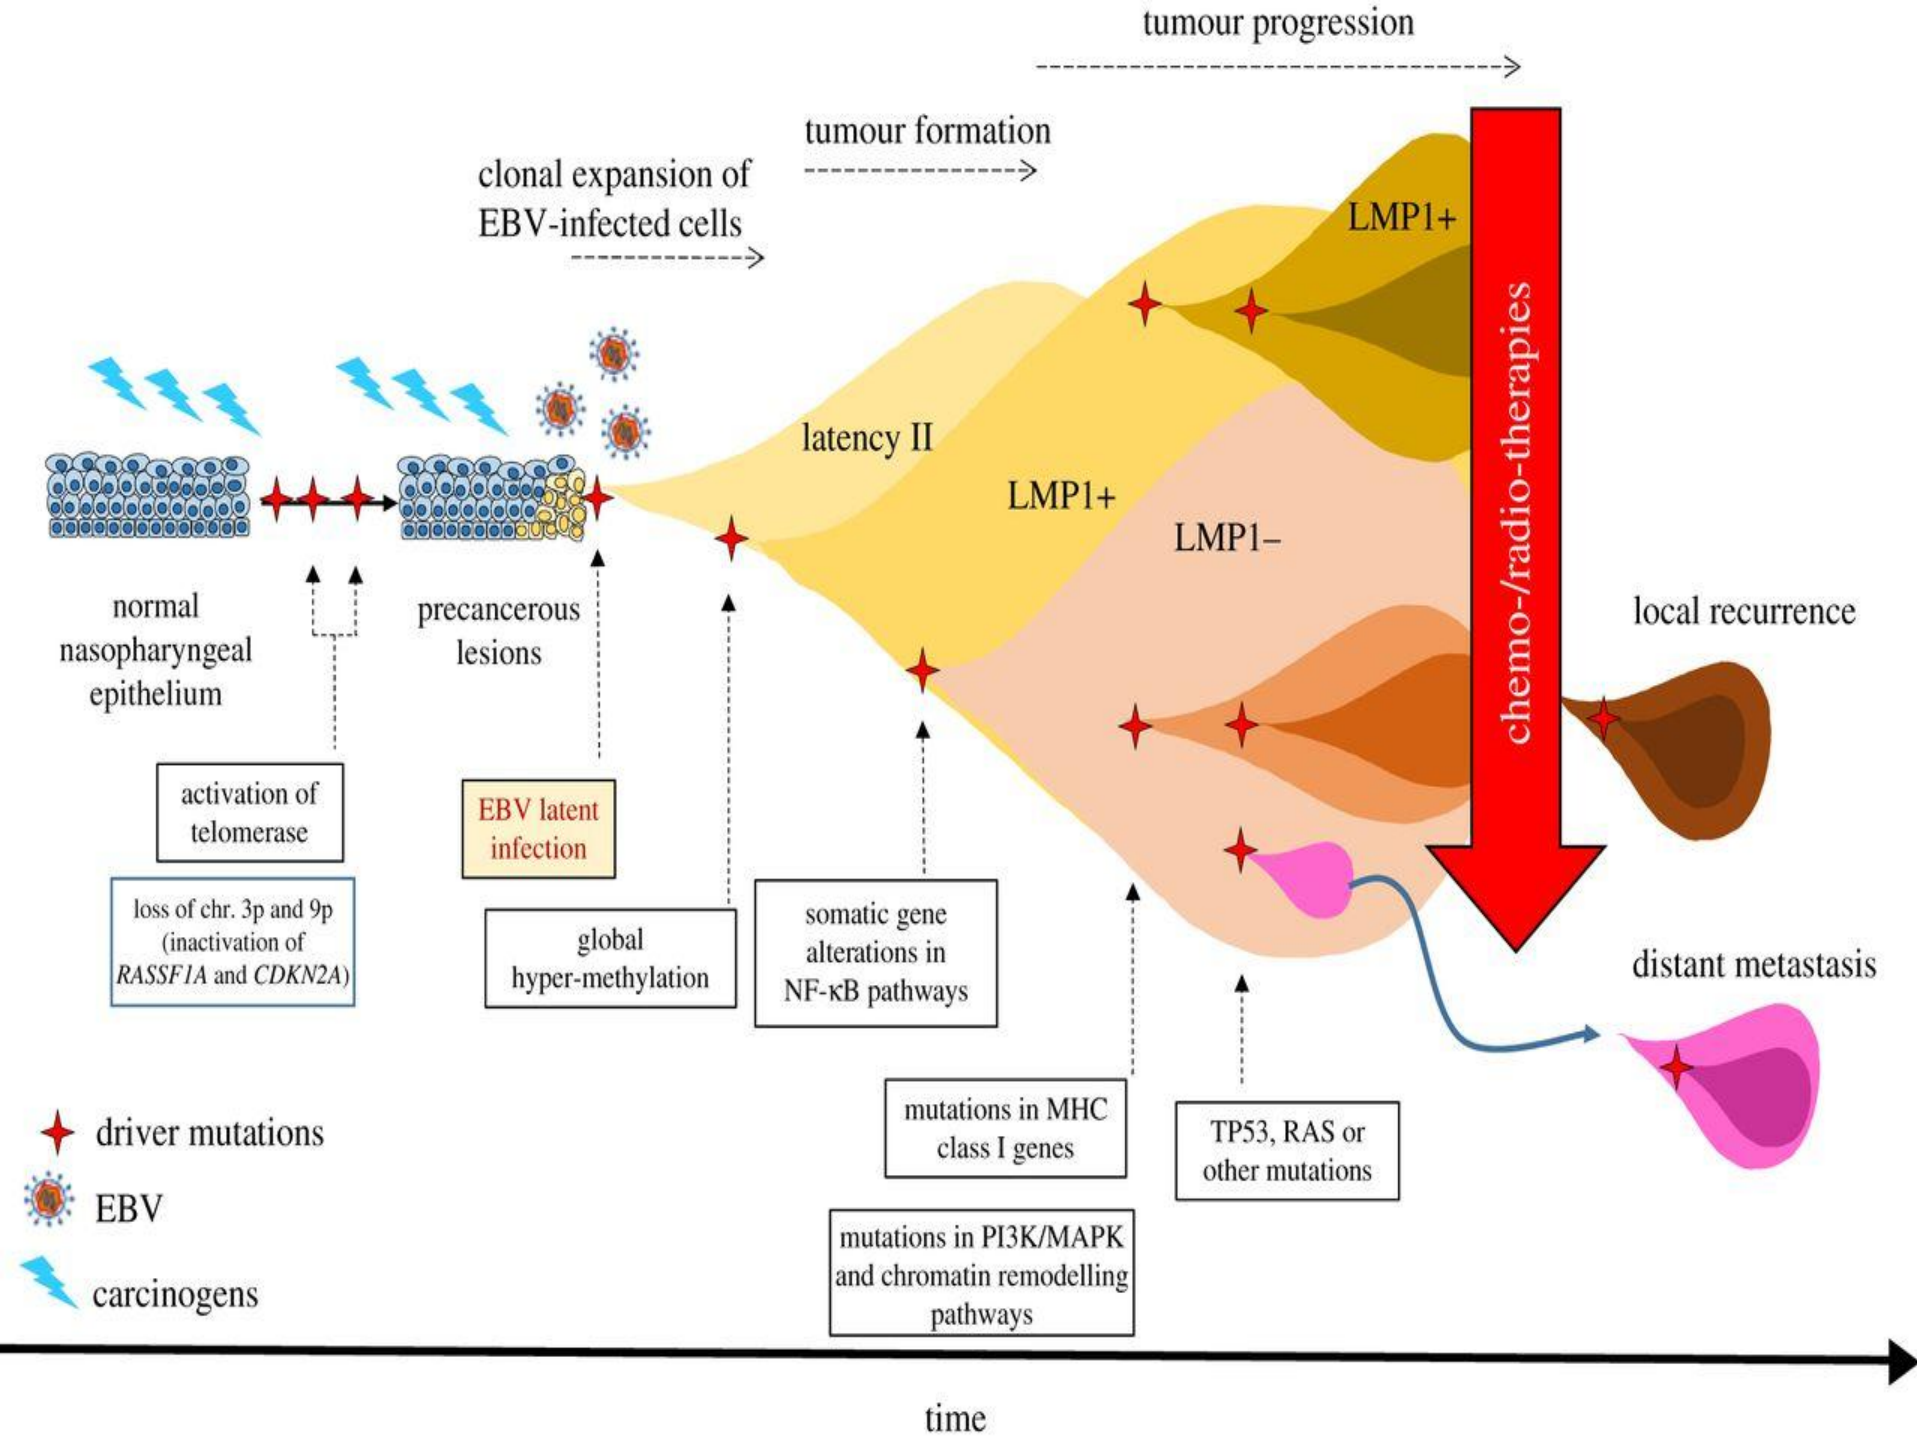 tumour progression
tumour formation
clonal expansion of
EBV-infected cells
LMP1+
latency II
LMP1+
LMP1–
chemo-/radio-therapies
normal
nasopharyngeal
epithelium
precancerous
lesions
local recurrence
activation of
telomerase
loss of chr. 3p and 9p
(inactivation of
RASSF1A and CDKN2A)
EBV latent
infection
global
hyper-methylation
somatic gene
alterations in
NF-κB pathways
distant metastasis
mutations in MHC
class I genes
TP53, RAS or
other mutations
mutations in PI3K/MAPK
and chromatin remodelling
pathways
driver mutations
EBV
carcinogens
time